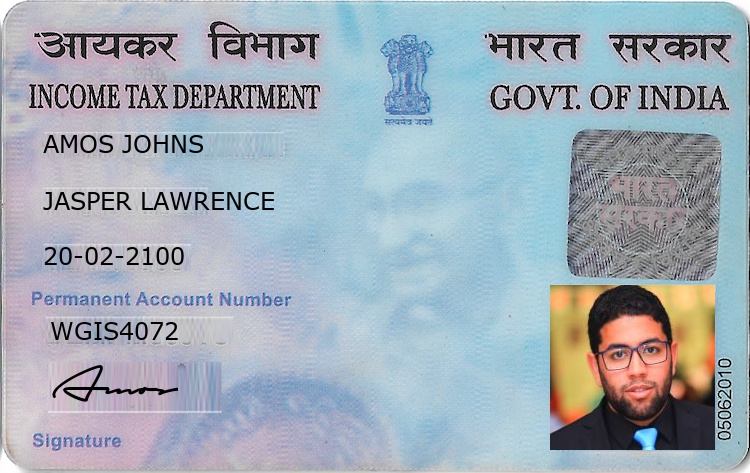 आयकर विभाग
भारत सरकार
INCOME TAX DEPARTMENT
GOVT. OF INDIA
सत्यमेव जयते
AMOS JOHNS
भारत
सरकार
JASPER LAWRENCE
20-02-2100
Permanent Account Number
WGIS4072
Amos
05062010
Signature